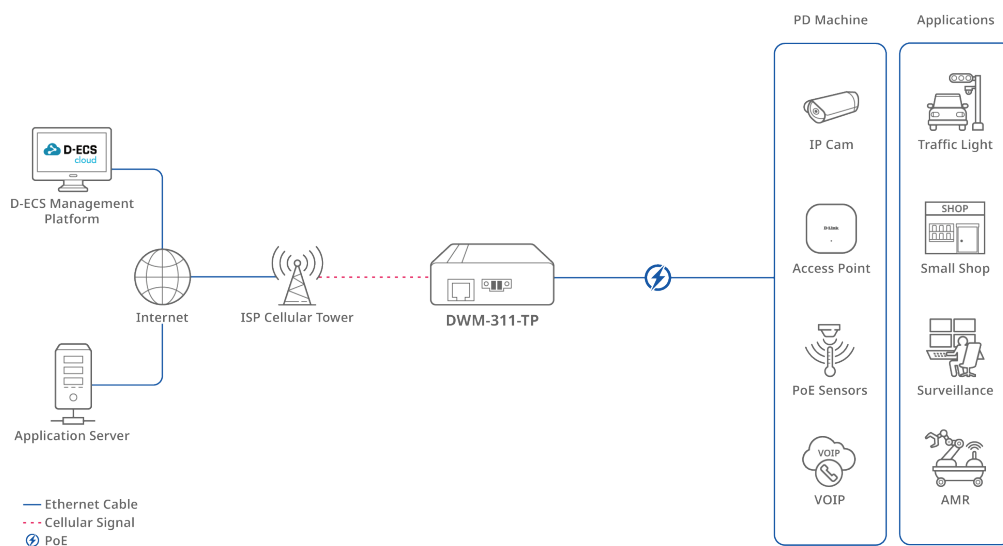 PD Machine
Applications
D-ECS
cloud
D-ECS Management
Platform
Internet
ISP Cellular Tower
DWM-311-TP
Application Server
IP Cam
Traffic Light
D-Link
Access Point
SHOP
Small Shop
PoE Sensors
Surveillance
VOIP
VOIP
AMR
Ethernet Cable
Cellular Signal
PoE